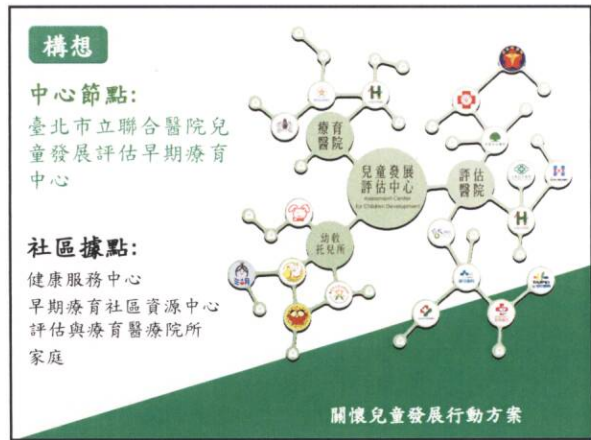 構想
中心節點:
臺北市立聯合醫院兒
童發展評估早期療育
中心
社區據點:
健康服務中心
早期療育社區資源中心
評估與療育醫療院所
家庭
療育
醫院
兒童發展
評估中心
Assessment Center
for Children Development
評估
醫院
幼教
托兒所
關懷兒童發展行動方案